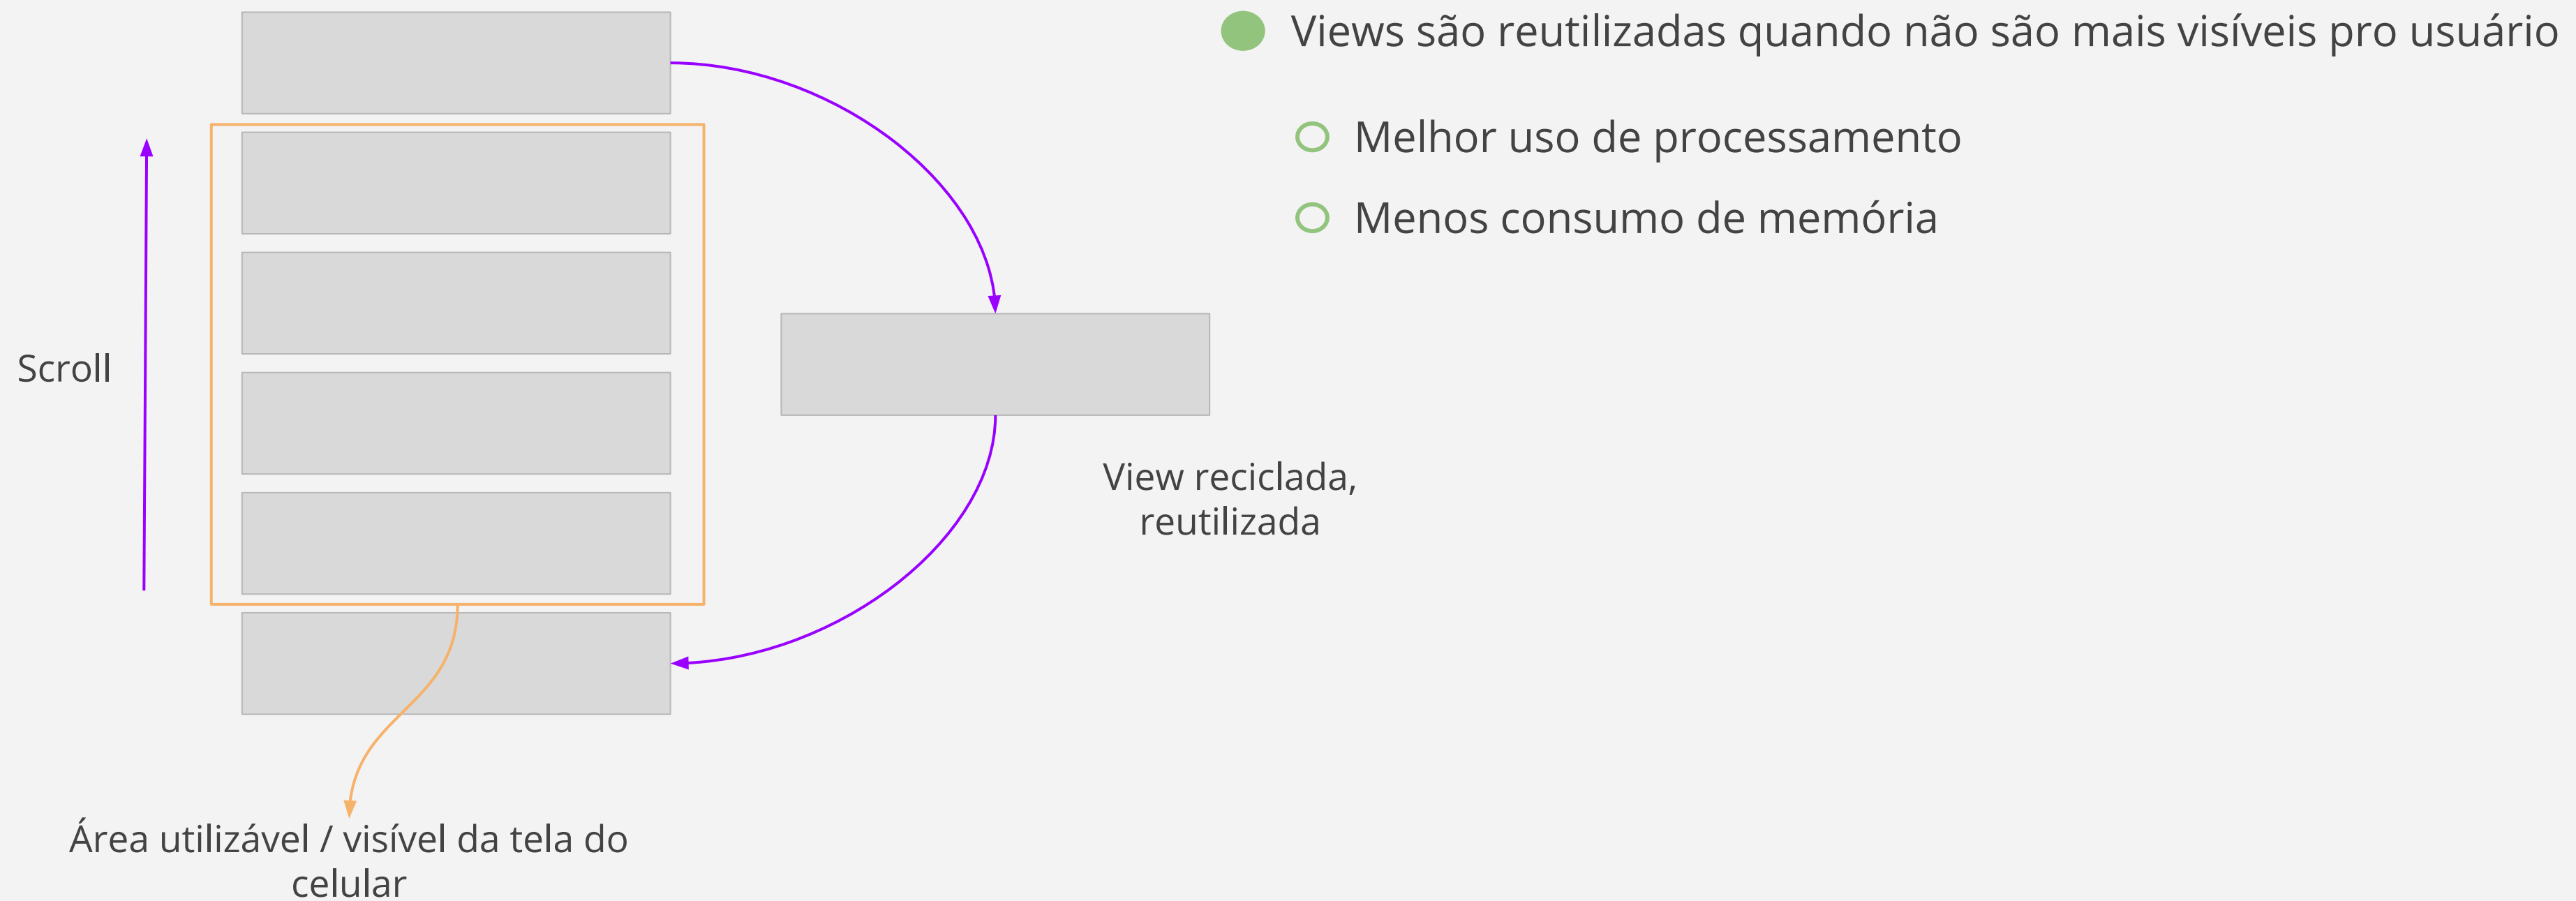 Views são reutilizadas quando não são mais visíveis pro usuário
Melhor uso de processamento
Menos consumo de memória
Scroll
View reciclada,
reutilizada
Área utilizável / visível da tela do
celular